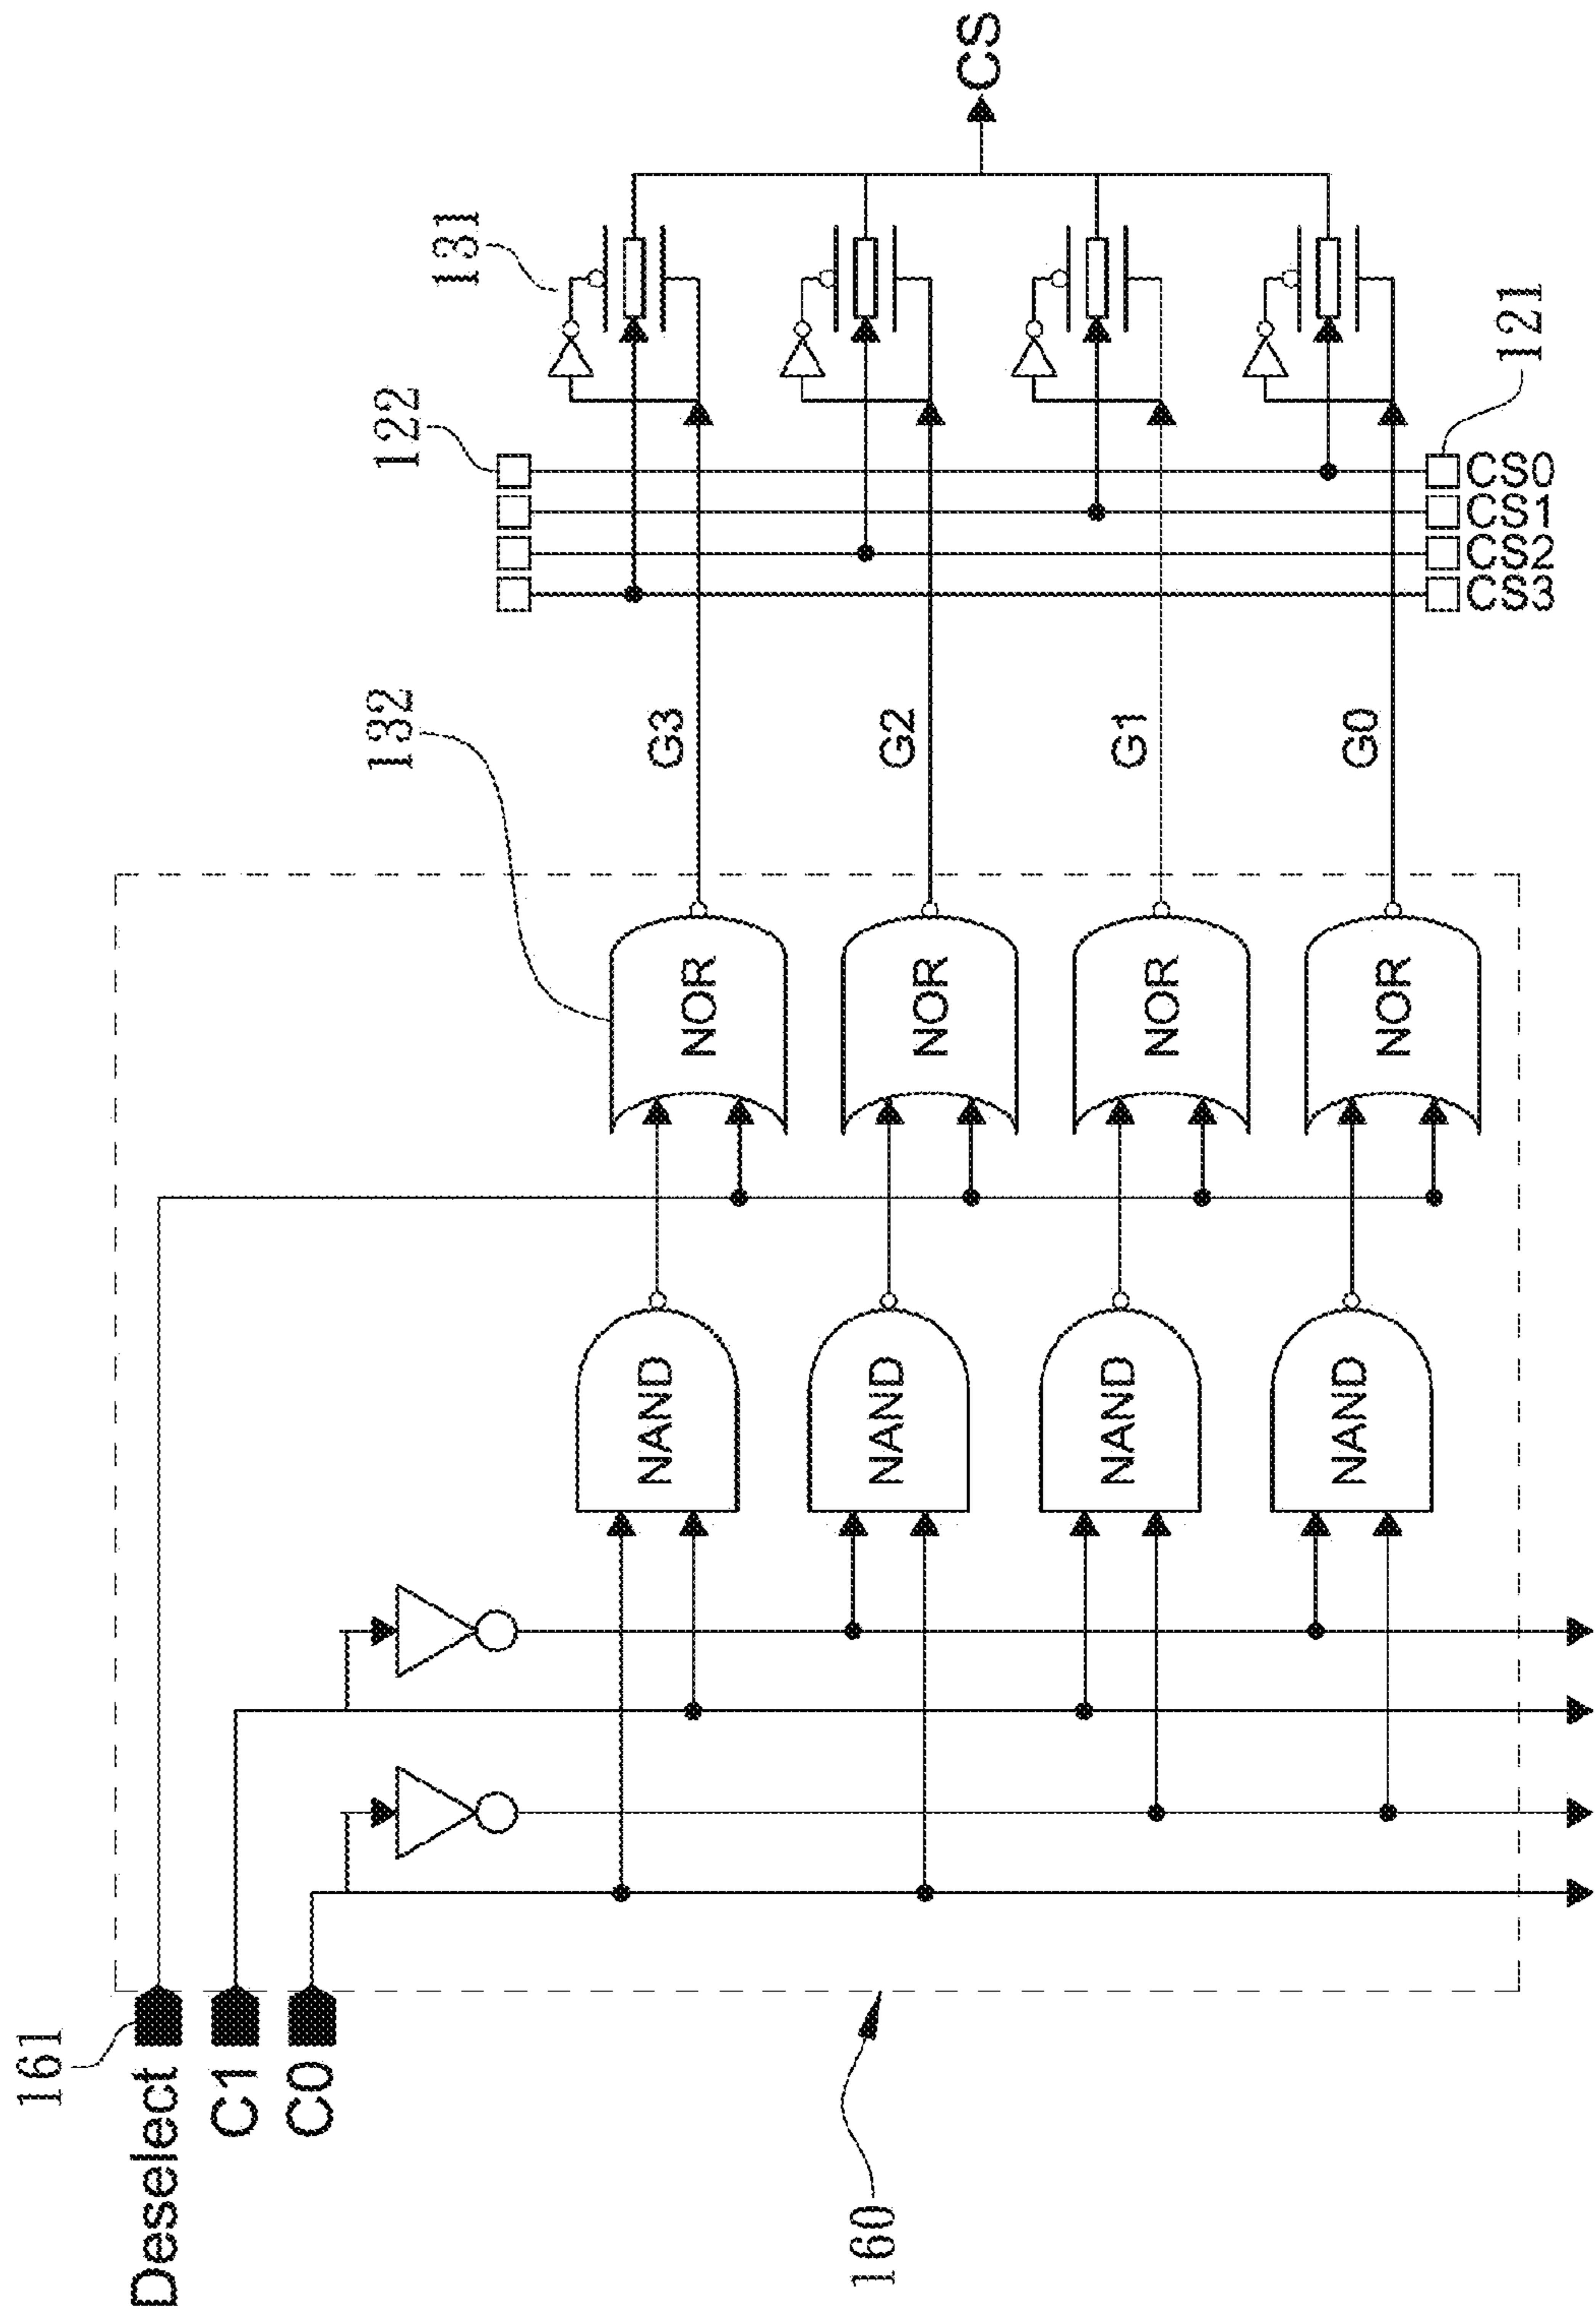 161
Deselect
C1
C0
160
NAND
NAND
NAND
NAND
132
NOR
NOR
NOR
NOR
G3
G2
G1
G0
122
131
CS0
CS1
CS2
CS3
121
CS